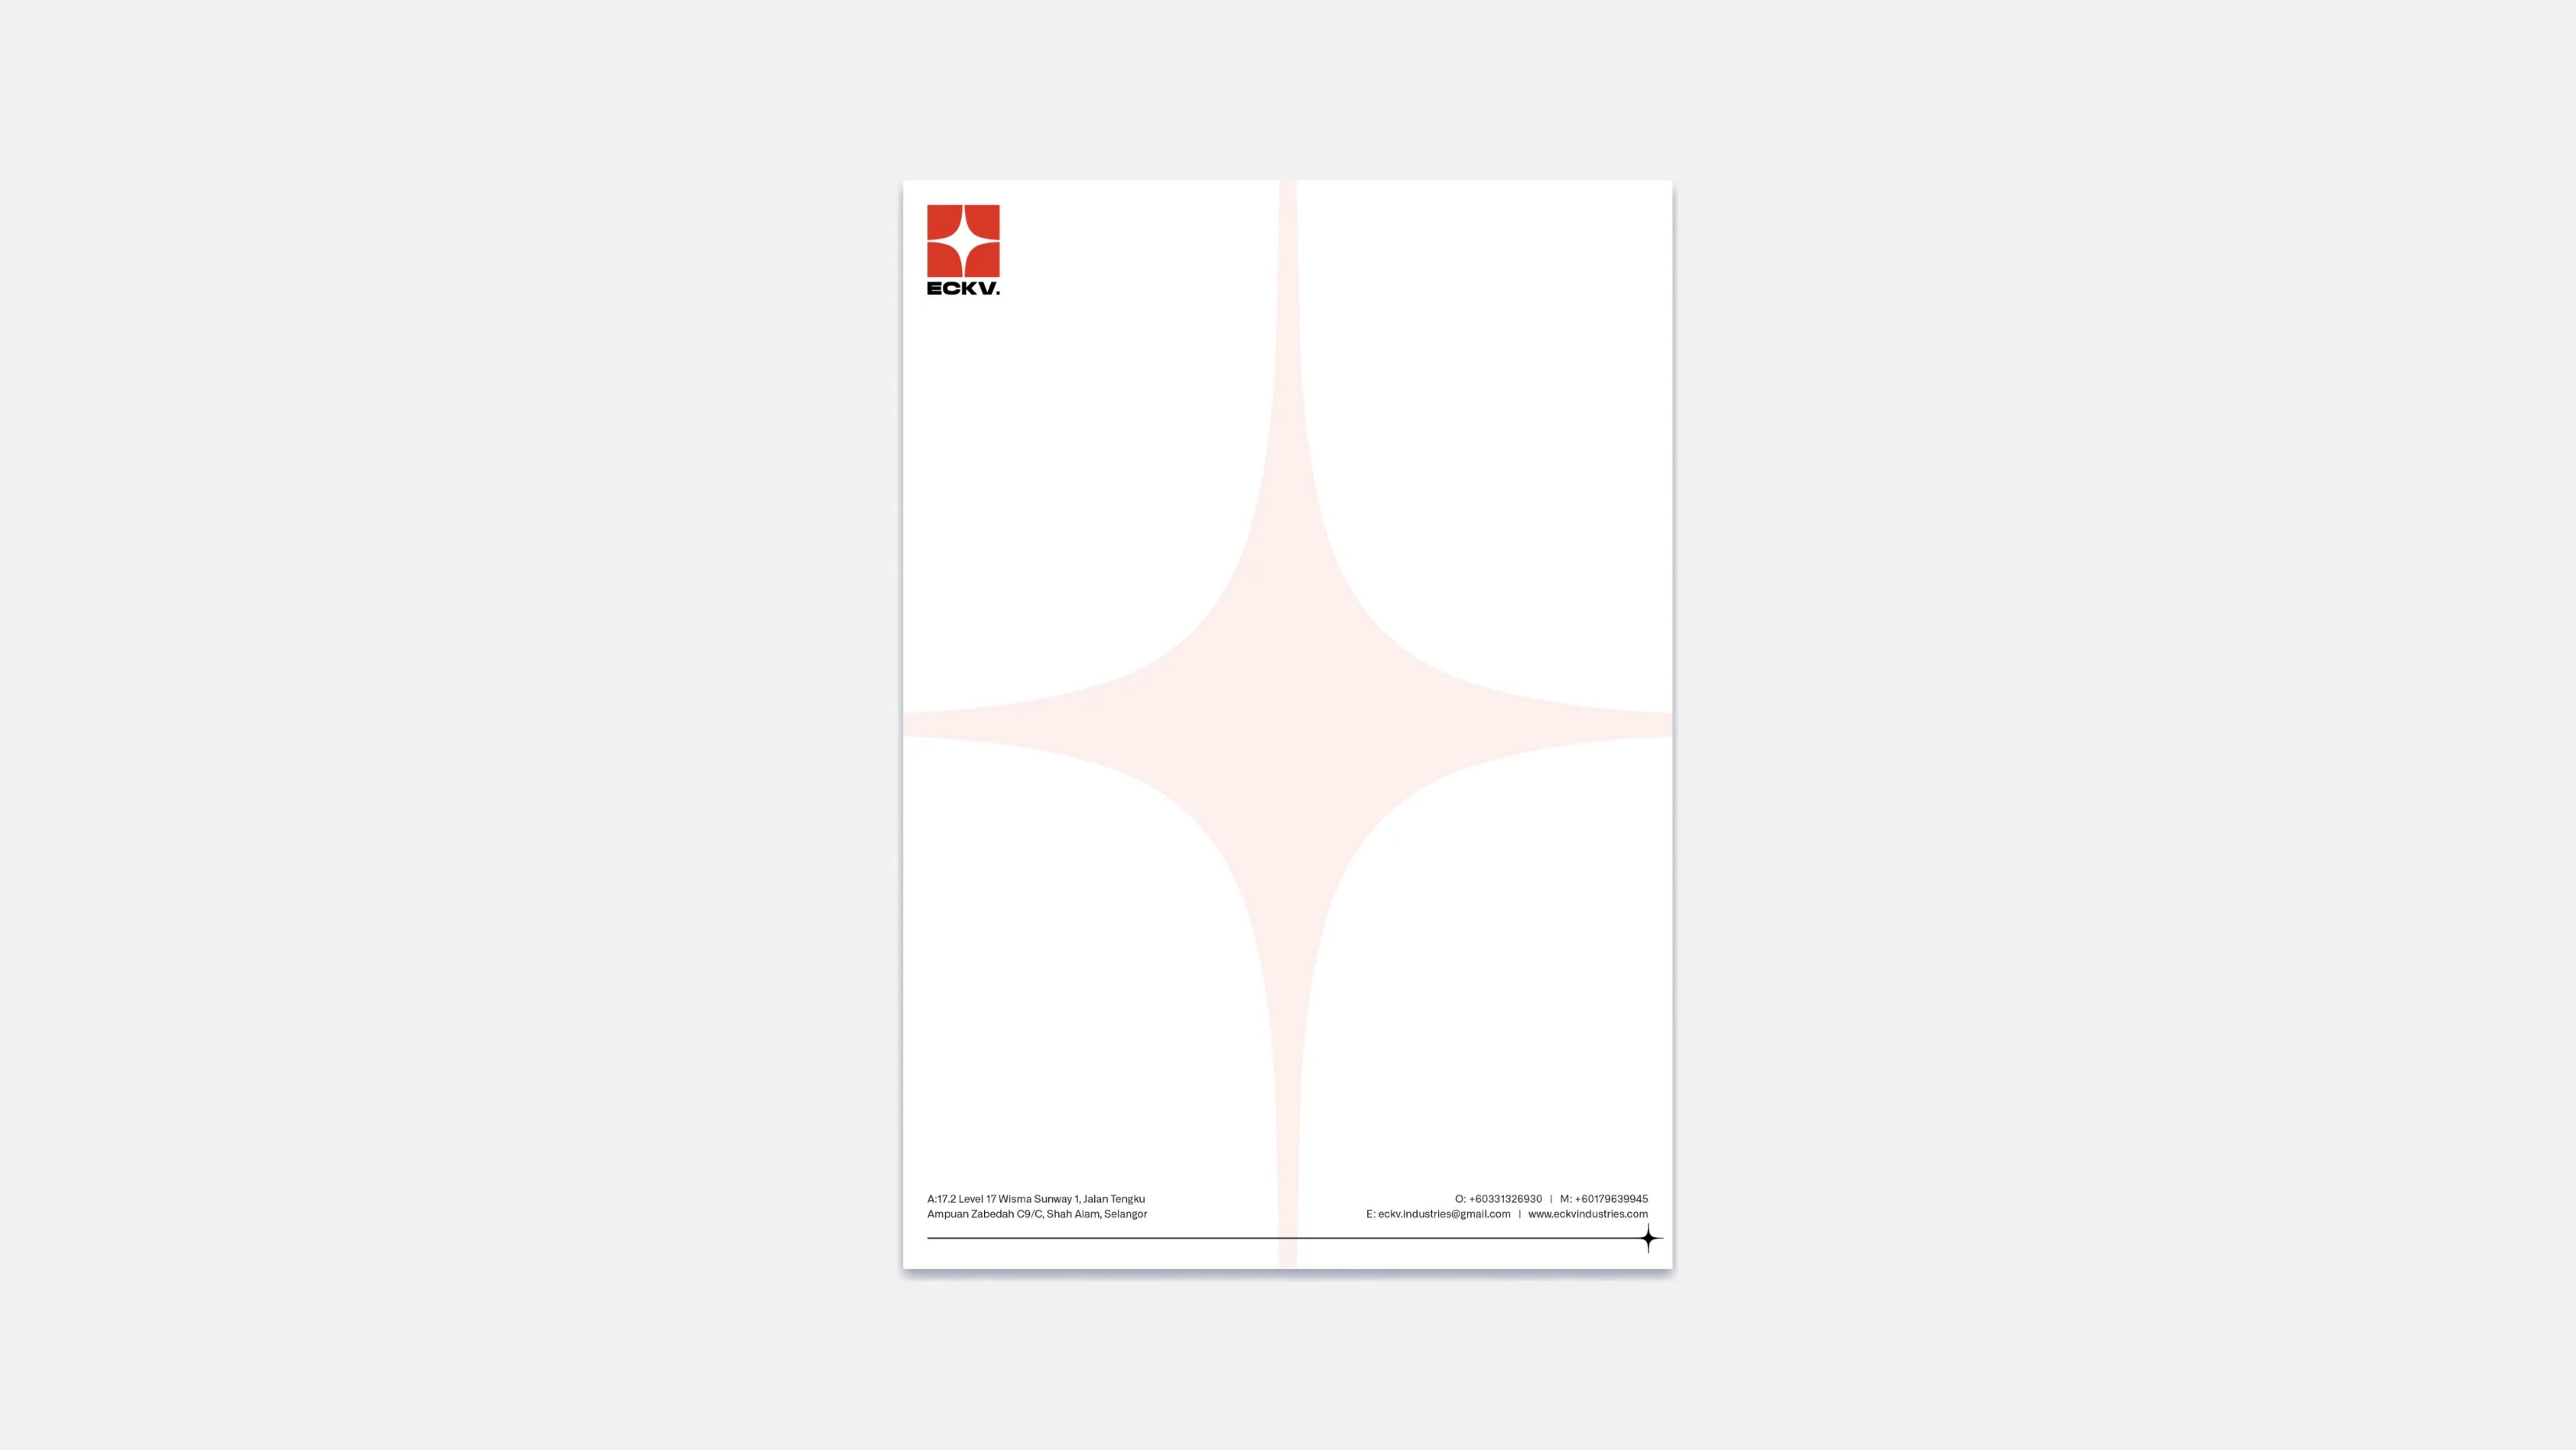 ECKV.
A:17.2 Level 17 Wisma Sunway 1, Jalan Tengku
Ampuan Zabedah C9/C, Shah Alam, Selangor
O: +60331326930 | M: +60179639945
E: eckv.industries@gmail.com | www.eckvindustries.com